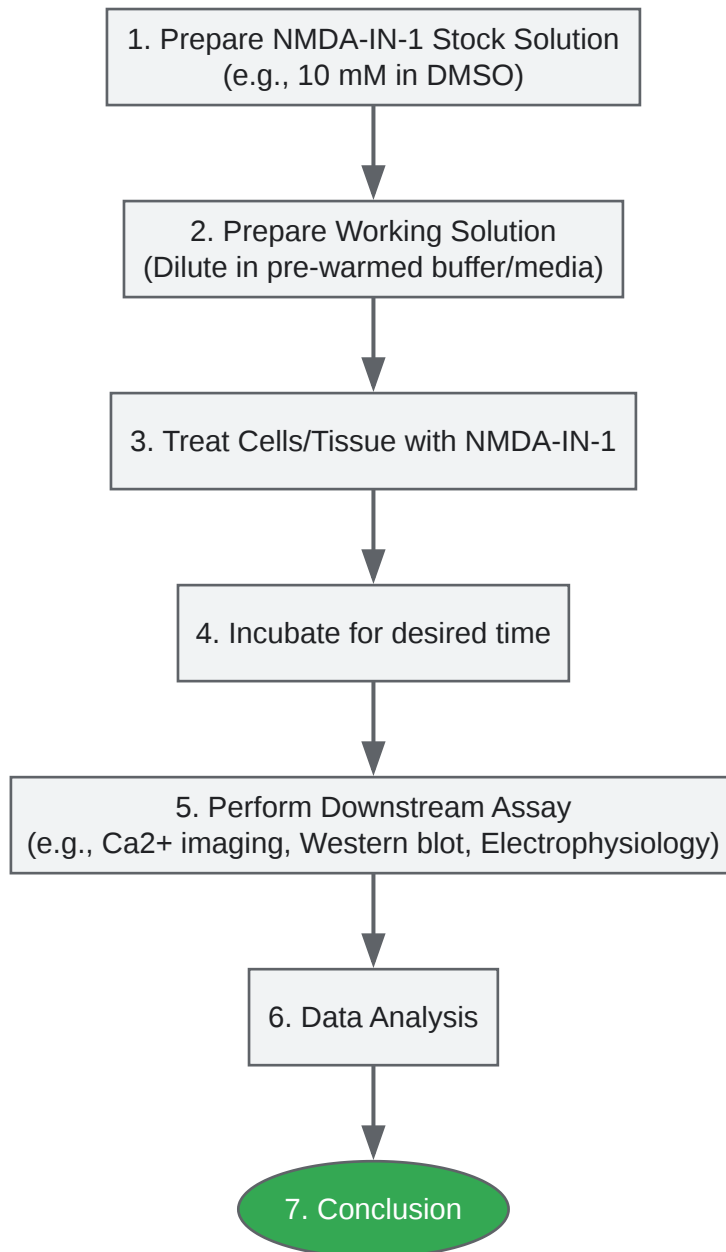 1. Prepare NMDA-IN-1 Stock Solution
(e.g., 10 mM in DMSO)
2. Prepare Working Solution
(Dilute in pre-warmed buffer/media)
3. Treat Cells/Tissue with NMDA-IN-1
4. Incubate for desired time
5. Perform Downstream Assay
(e.g., Ca2+ imaging, Western blot, Electrophysiology)
6. Data Analysis
7. Conclusion